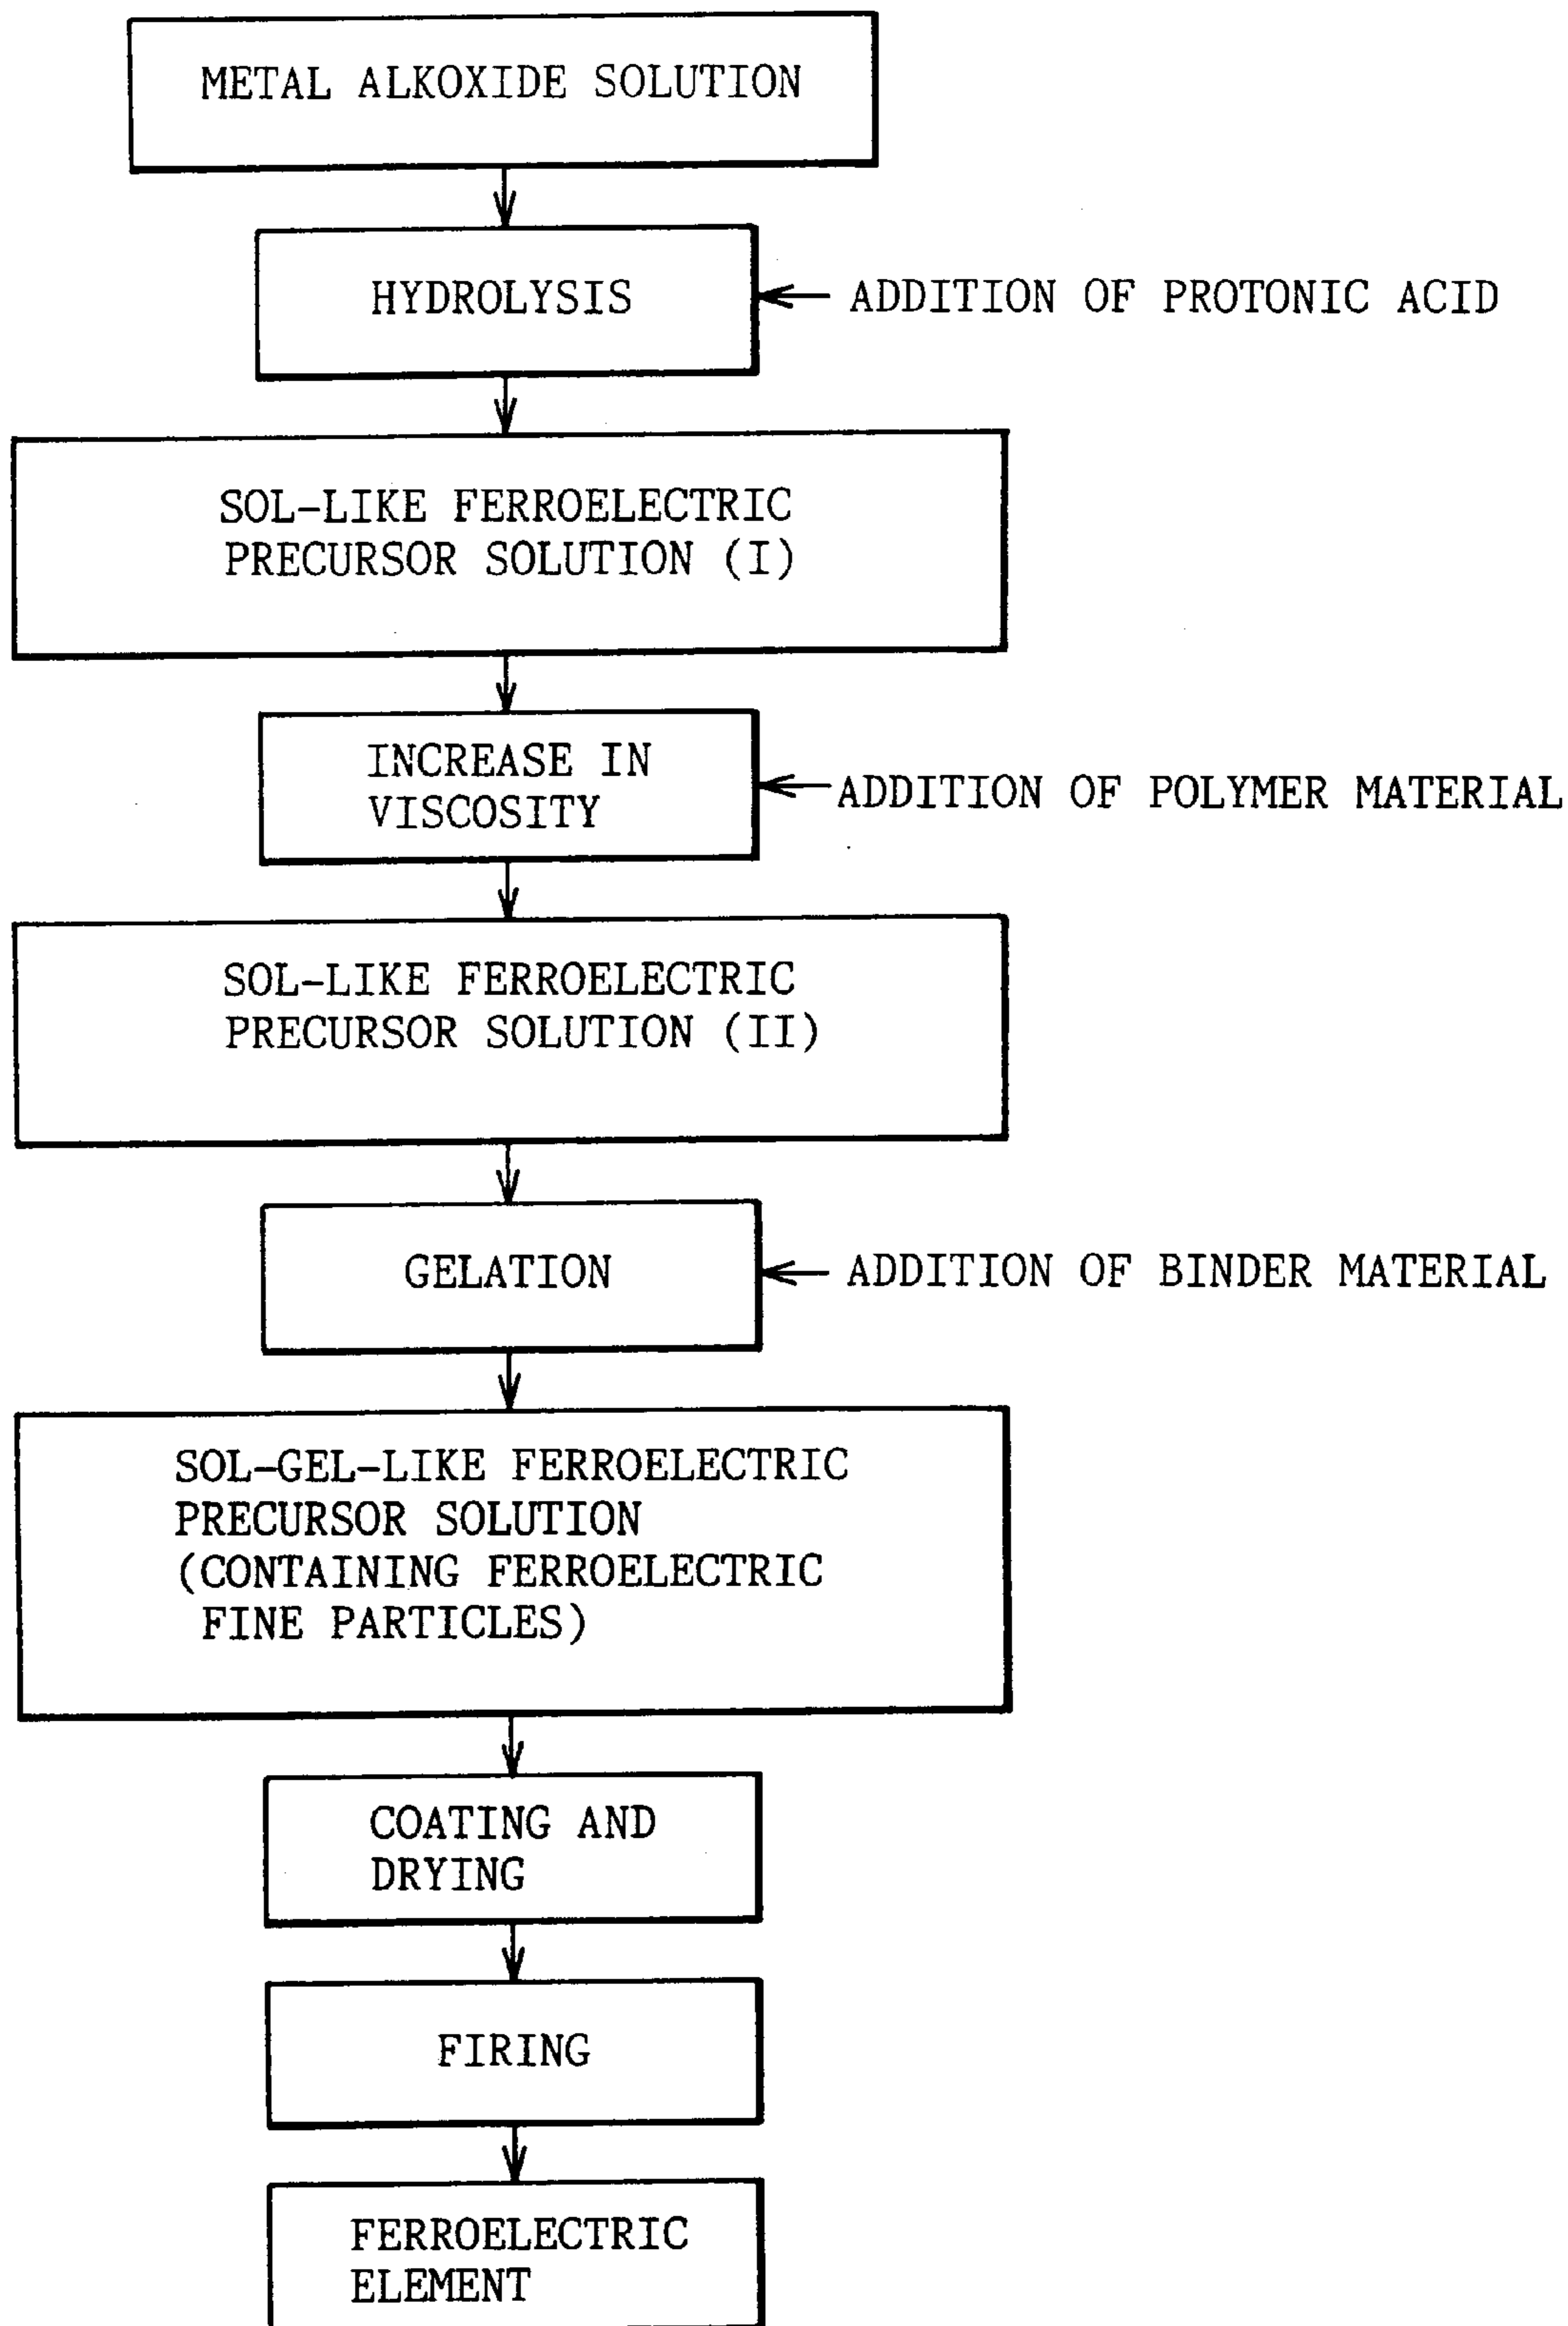 METAL ALKOXIDE SOLUTION
HYDROLYSIS
ADDITION OF PROTONIC ACID
SOL-LIKE FERROELECTRIC
PRECURSOR SOLUTION (I)
INCREASE IN
VISCOSITY
ADDITION OF POLYMER MATERIAL
SOL-LIKE FERROELECTRIC
PRECURSOR SOLUTION (II)
GELATION
ADDITION OF BINDER MATERIAL
SOL-GEL-LIKE FERROELECTRIC
PRECURSOR SOLUTION
(CONTAINING FERROELECTRIC
FINE PARTICLES)
COATING AND
DRYING
FIRING
FERROELECTRIC
ELEMENT